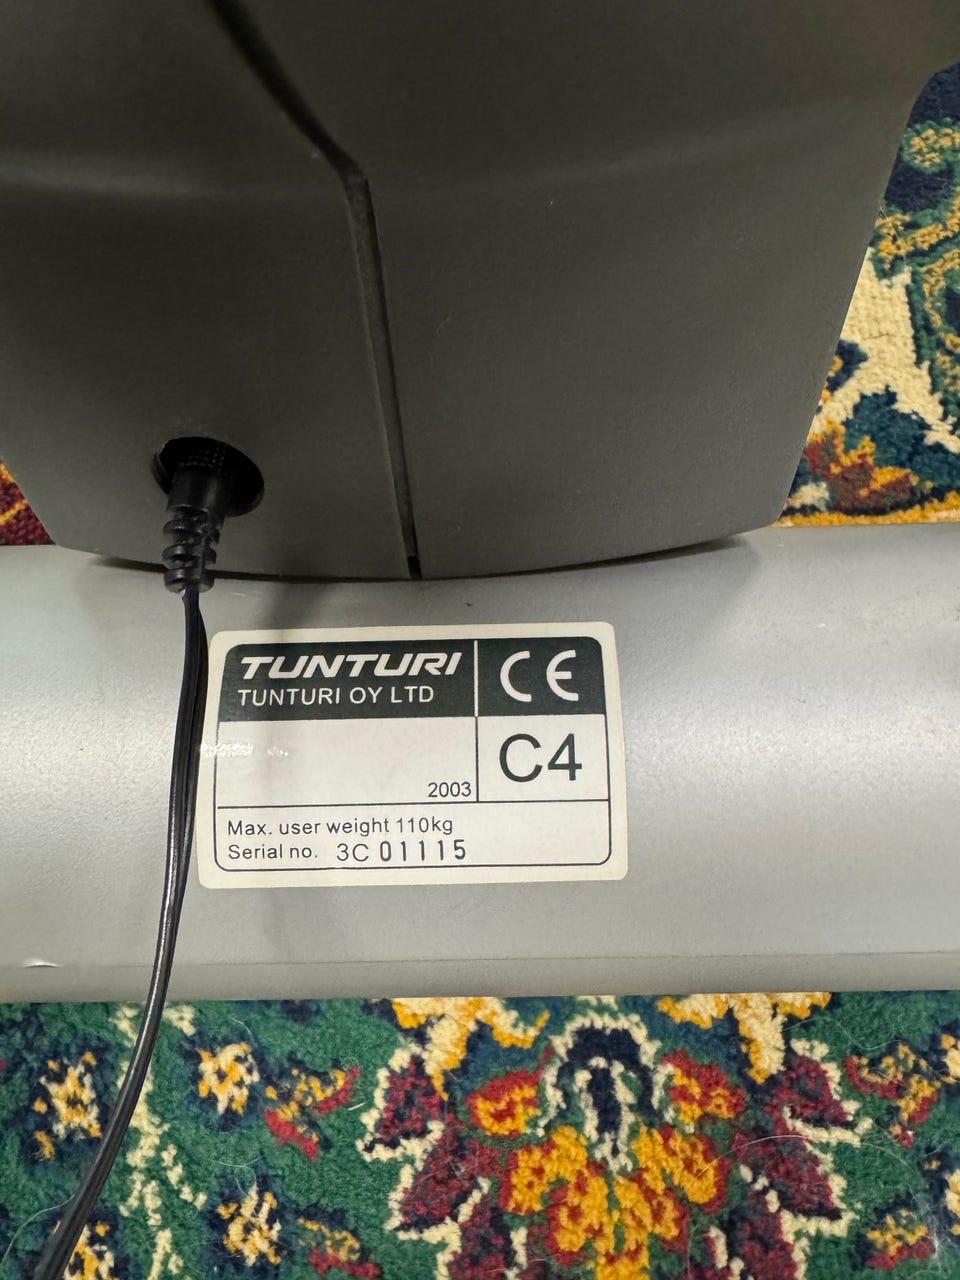 TUNTURI
TUNTURI OY LTD
CE
C4
2003
Max. user weight 110kg
Serial no. 3C 01115